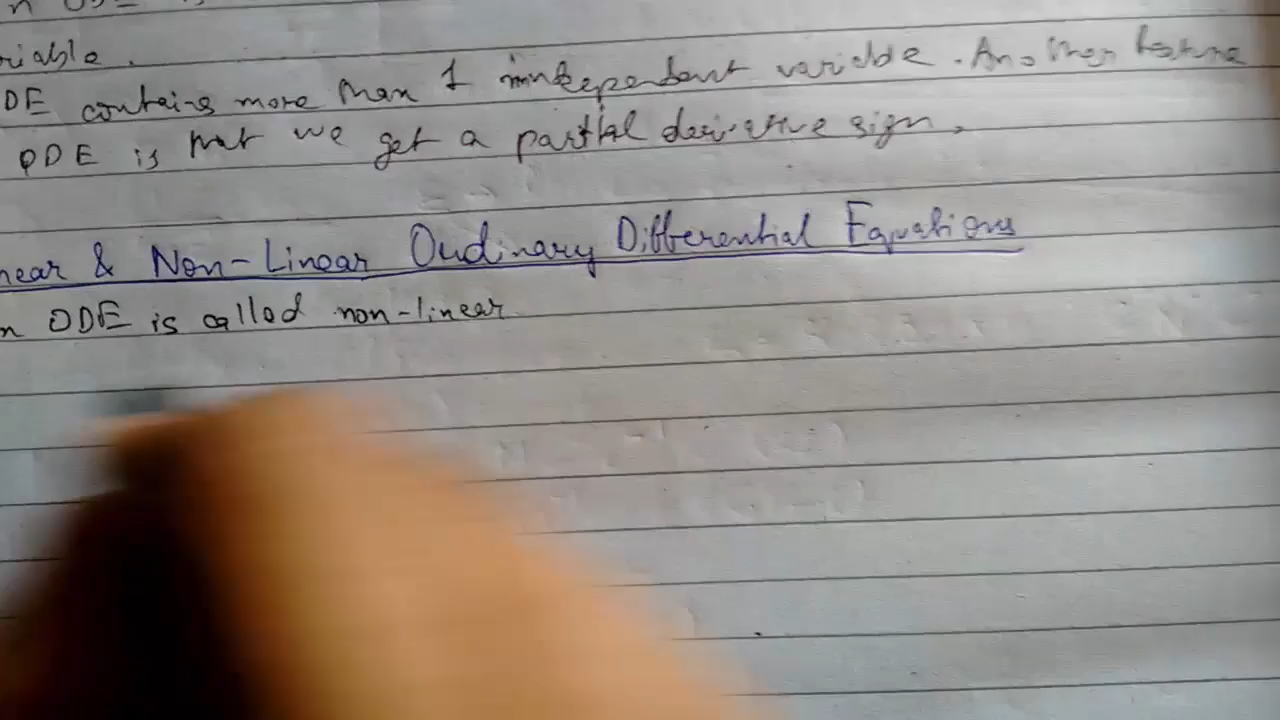 riable.
DE contains more than 1 independent variable. Another feature
PDE is that we get a partial derivative sign.
near & Non-Linear Oudinary Differential Equations
n ODE is called non-linear